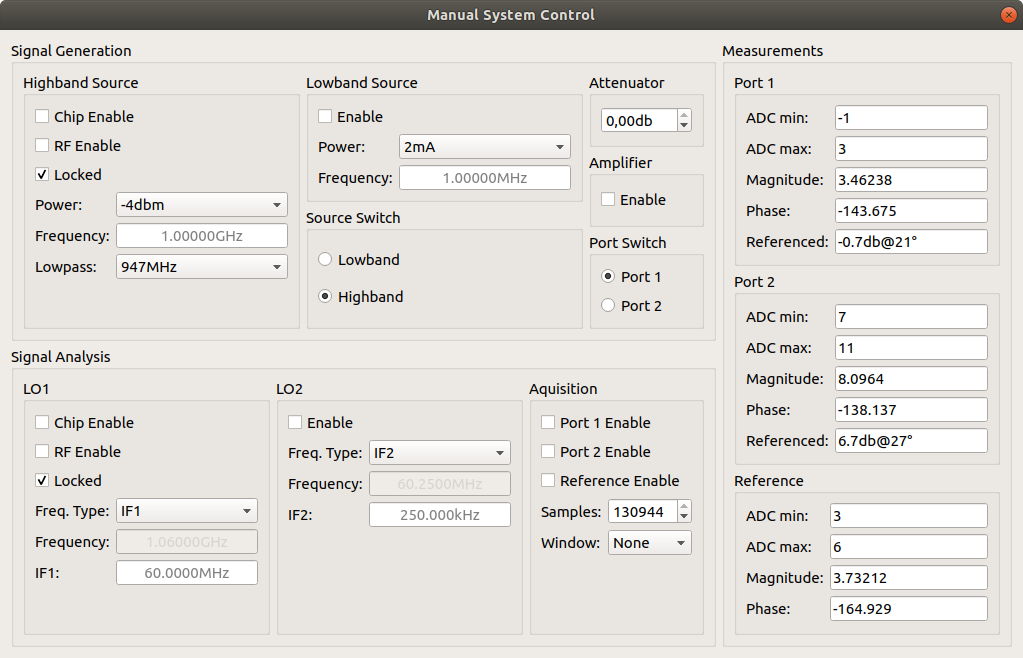 Manual System Control
Signal Generation
Highband Source
Chip Enable
RF Enable
Locked
Power: -4dbm
Frequency: 1.00000GHz
Lowpass: 947MHz
Lowband Source
Enable
Power: 2mA
Frequency: 1.00000MHz
Source Switch
Lowband
Highband
Attenuator
0,00db
Amplifier
Enable
Port Switch
Port 1
Port 2
Signal Analysis
LO1
Chip Enable
RF Enable
Locked
Freq. Type: IF1
Frequency: 1.06000GHz
IF1: 60.0000MHz
LO2
Enable
Freq. Type: IF2
Frequency: 60.2500MHz
IF2: 250.000kHz
Aquisition
Port 1 Enable
Port 2 Enable
Reference Enable
Samples: 130944
Window: None
Measurements
Port 1
ADC min: -1
ADC max: 3
Magnitude: 3.46238
Phase: -143.675
Referenced: -0.7db@21°
Port 2
ADC min: 7
ADC max: 11
Magnitude: 8.0964
Phase: -138.137
Referenced: 6.7db@27°
Reference
ADC min: 3
ADC max: 6
Magnitude: 3.73212
Phase: -164.929